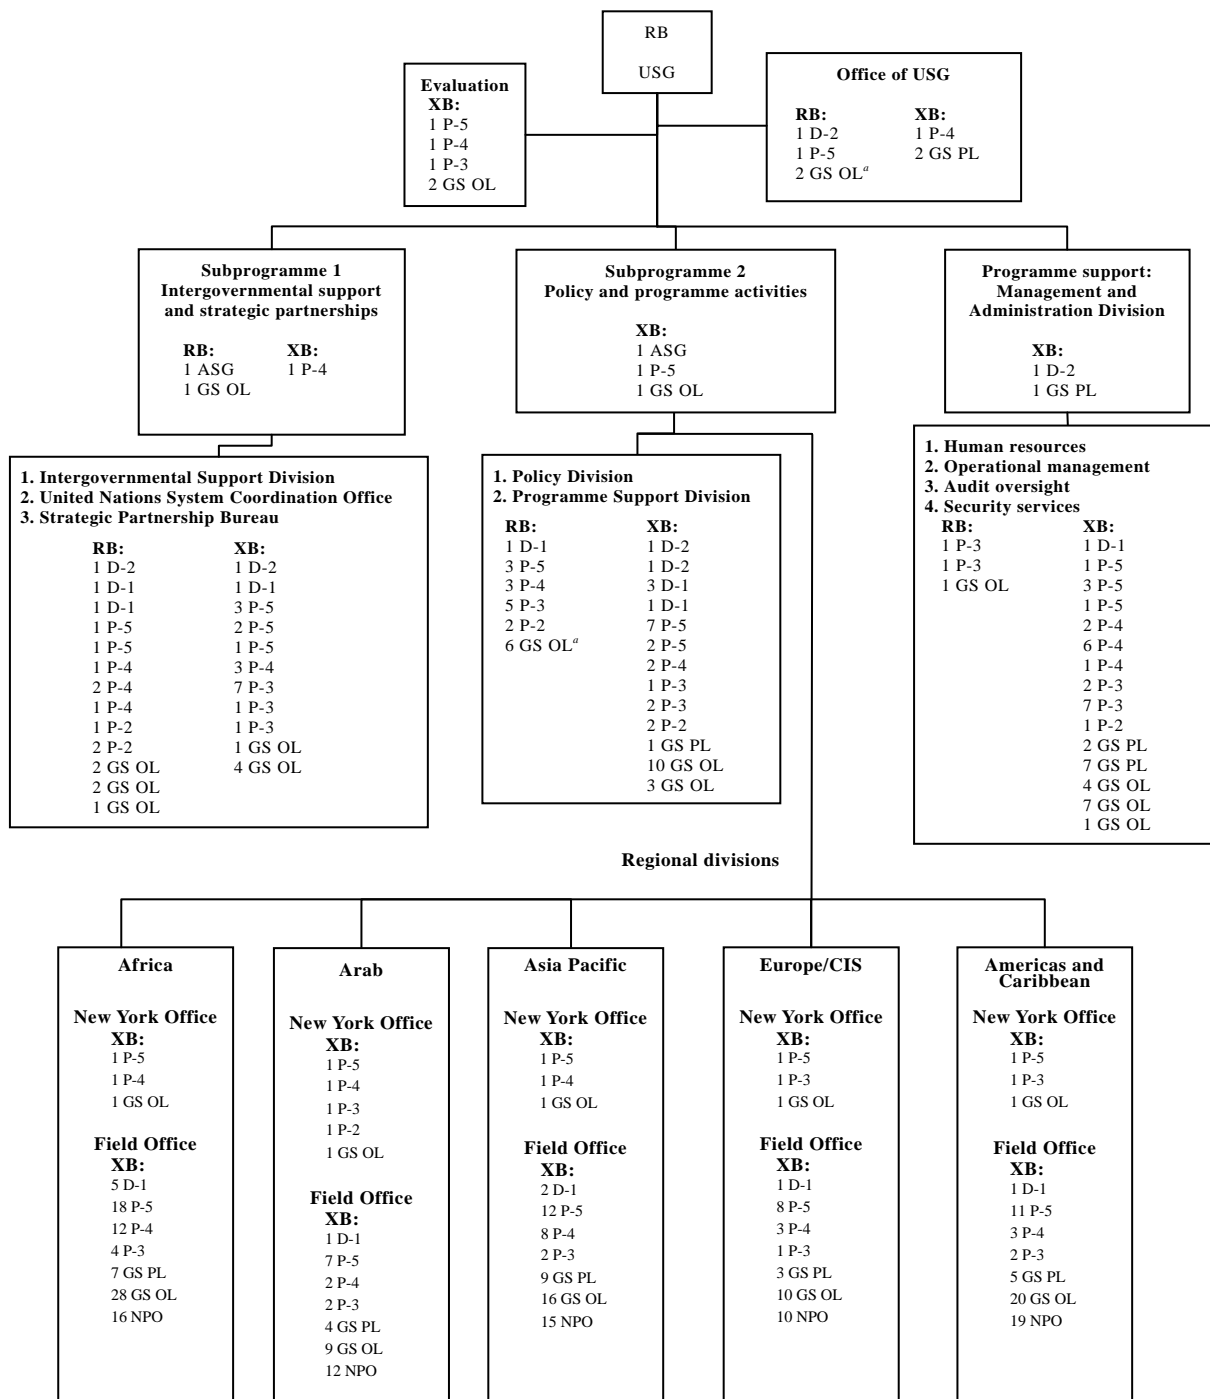 RB
USG
Evaluation
XB:
1 P-5
1 P-4
1 P-3
2 GS OL
Office of USG
RB:
1 D-2
1 P-5
2 GS OLa
XB:
1 P-4
2 GS PL
Subprogramme 1
Intergovernmental support
and strategic partnerships
RB:
1 ASG
1 GS OL
XB:
1 P-4
Subprogramme 2
Policy and programme activities
XB:
1 ASG
1 P-5
1 GS OL
Programme support:
Management and
Administration Division
XB:
1 D-2
1 GS PL
1. Intergovernmental Support Division
2. United Nations System Coordination Office
3. Strategic Partnership Bureau
RB:
1 D-2
1 D-1
1 D-1
1 P-5
1 P-5
1 P-4
2 P-4
1 P-4
1 P-2
2 P-2
2 GS OL
2 GS OL
1 GS OL
XB:
1 D-2
1 D-1
3 P-5
2 P-5
1 P-5
3 P-4
7 P-3
1 P-3
1 P-3
1 GS OL
4 GS OL
1. Policy Division
2. Programme Support Division
RB:
1 D-1
3 P-5
3 P-4
5 P-3
2 P-2
6 GS OLa
XB:
1 D-2
1 D-2
3 D-1
1 D-1
7 P-5
2 P-5
2 P-4
1 P-3
2 P-3
2 P-2
1 GS PL
10 GS OL
3 GS OL
1. Human resources
2. Operational management
3. Audit oversight
4. Security services
RB:
1 P-3
1 P-3
1 GS OL
XB:
1 D-1
1 P-5
3 P-5
1 P-5
2 P-4
6 P-4
1 P-4
2 P-3
7 P-3
1 P-2
2 GS PL
7 GS PL
4 GS OL
7 GS OL
1 GS OL
Regional divisions
Africa
New York Office
XB:
1 P-5
1 P-4
1 GS OL
Field Office
XB:
5 D-1
18 P-5
12 P-4
4 P-3
7 GS PL
28 GS OL
16 NPO
Arab
New York Office
XB:
1 P-5
1 P-4
1 P-3
1 P-2
1 GS OL
Field Office
XB:
1 D-1
7 P-5
2 P-4
2 P-3
4 GS PL
9 GS OL
12 NPO
Asia Pacific
New York Office
XB:
1 P-5
1 P-4
1 GS OL
Field Office
XB:
2 D-1
12 P-5
8 P-4
2 P-3
9 GS PL
16 GS OL
15 NPO
Europe/CIS
New York Office
XB:
1 P-5
1 P-3
1 GS OL
Field Office
XB:
1 D-1
8 P-5
3 P-4
1 P-3
3 GS PL
10 GS OL
10 NPO
Americas and
Caribbean
New York Office
XB:
1 P-5
1 P-3
1 GS OL
Field Office
XB:
1 D-1
11 P-5
3 P-4
2 P-3
5 GS PL
20 GS OL
19 NPO